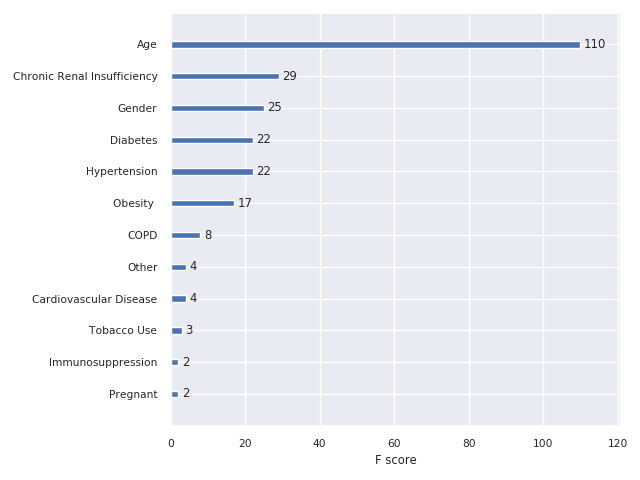 Age 110
Chronic Renal Insufficiency 29
Gender 25
Diabetes 22
Hypertension 22
Obesity 17
COPD 8
Other 4
Cardiovascular Disease 4
Tobacco Use 3
Immunosuppression 2
Pregnant 2
0 20 40 60 80 100 120
F score